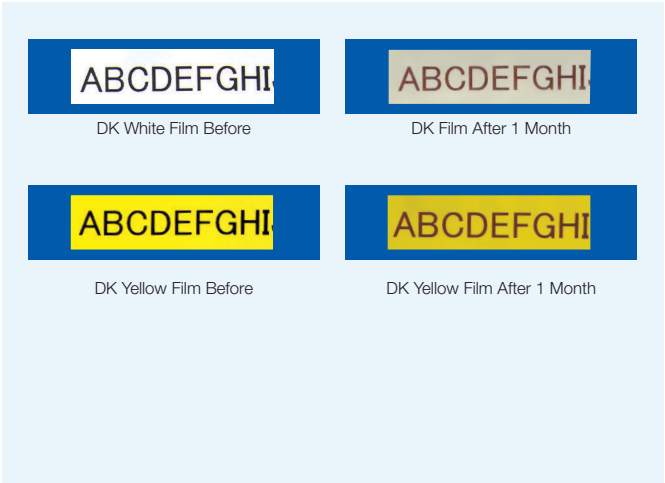 ABCDEFGHI
DK White Film Before
ABCDEFGHI
DK Film After 1 Month
ABCDEFGHI
DK Yellow Film Before
ABCDEFGHI
DK Yellow Film After 1 Month